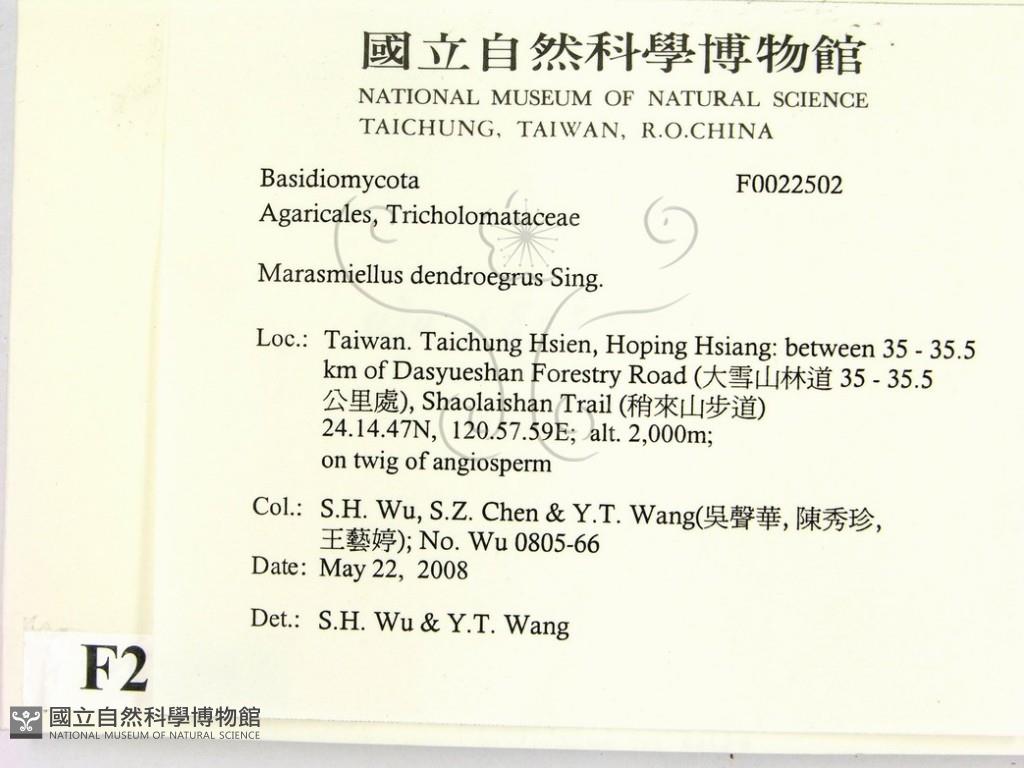 國立自然科學博物館
NATIONAL MUSEUM OF NATURAL SCIENCE
TAICHUNG, TAIWAN, R.O.CHINA
Basidiomycota F0022502
Agaricales, Tricholomataceae
Marasmiellus dendroegrus Sing.
Loc.: Taiwan. Taichung Hsien, Hoping Hsiang: between 35 - 35.5
km of Dasyueshan Forestry Road (大雪山林道 35 - 35.5
公里處), Shaolaishan Trail (稍來山步道)
24.14.47N, 120.57.59E; alt. 2,000m;
on twig of angiosperm
Col.: S.H. Wu, S.Z. Chen & Y.T. Wang(吳聲華, 陳秀珍,
王藝婷); No. Wu 0805-66
Date: May 22, 2008
Det.: S.H. Wu & Y.T. Wang
F2
國立自然科學博物館
NATIONAL MUSEUM OF NATURAL SCIENCE